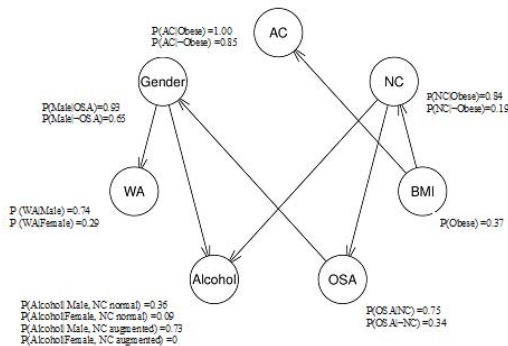 P(AC|Obese) =1.00
P(AC|¬Obese) =0.85
AC
Gender
NC
P(Male|OSA)=0.93
P(Male|¬OSA)=0.65
P(NC|Obese)=0.84
P(NC|¬Obese)=0.19
WA
BMI
P (WA|Male) =0.74
P (WA|Female) =0.29
P(Obese) =0.37
Alcohol
OSA
P(Alcohol|Male, NC normal) =0.36
P(Alcohol|Female, NC normal) =0.09
P(Alcohol|Male, NC augmented) =0.73
P(Alcohol|Female, NC augmented) =0
P(OSA|NC) =0.75
P(OSA|¬NC) =0.34